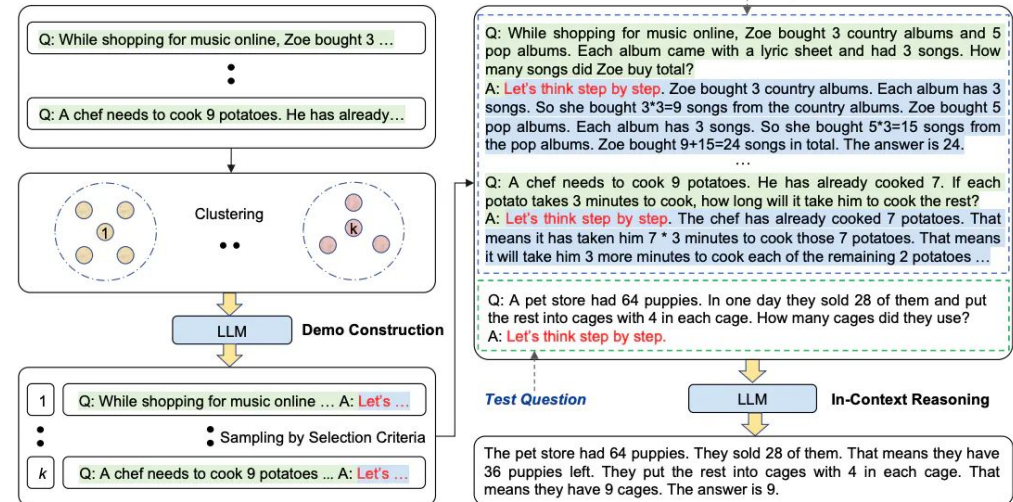 Q: While shopping for music online, Zoe bought 3 …
Q: A chef needs to cook 9 potatoes. He has already…
1
Clustering
k
LLM
Demo Construction
1
Q: While shopping for music online … A: Let's …
Sampling by Selection Criteria
k
Q: A chef needs to cook 9 potatoes ... A: Let's …
Q: While shopping for music online, Zoe bought 3 country albums and 5
pop albums. Each album came with a lyric sheet and had 3 songs. How
many songs did Zoe buy total?
A: Let's think step by step. Zoe bought 3 country albums. Each album has 3
songs. So she bought 3*3=9 songs from the country albums. Zoe bought 5
pop albums. Each album has 3 songs. So she bought 5*3=15 songs from
the pop albums. Zoe bought 9+15=24 songs in total. The answer is 24.
…
Q: A chef needs to cook 9 potatoes. He has already cooked 7. If each
potato takes 3 minutes to cook, how long will it take him to cook the rest?
A: Let's think step by step. The chef has already cooked 7 potatoes. That
means it has taken him 7 * 3 minutes to cook those 7 potatoes. That means
it will take him 3 more minutes to cook each of the remaining 2 potatoes …
Q: A pet store had 64 puppies. In one day they sold 28 of them and put
the rest into cages with 4 in each cage. How many cages did they use?
A: Let's think step by step.
Test Question
LLM
In-Context Reasoning
The pet store had 64 puppies. They sold 28 of them. That means they have
36 puppies left. They put the rest into cages with 4 in each cage. That
means they have 9 cages. The answer is 9.